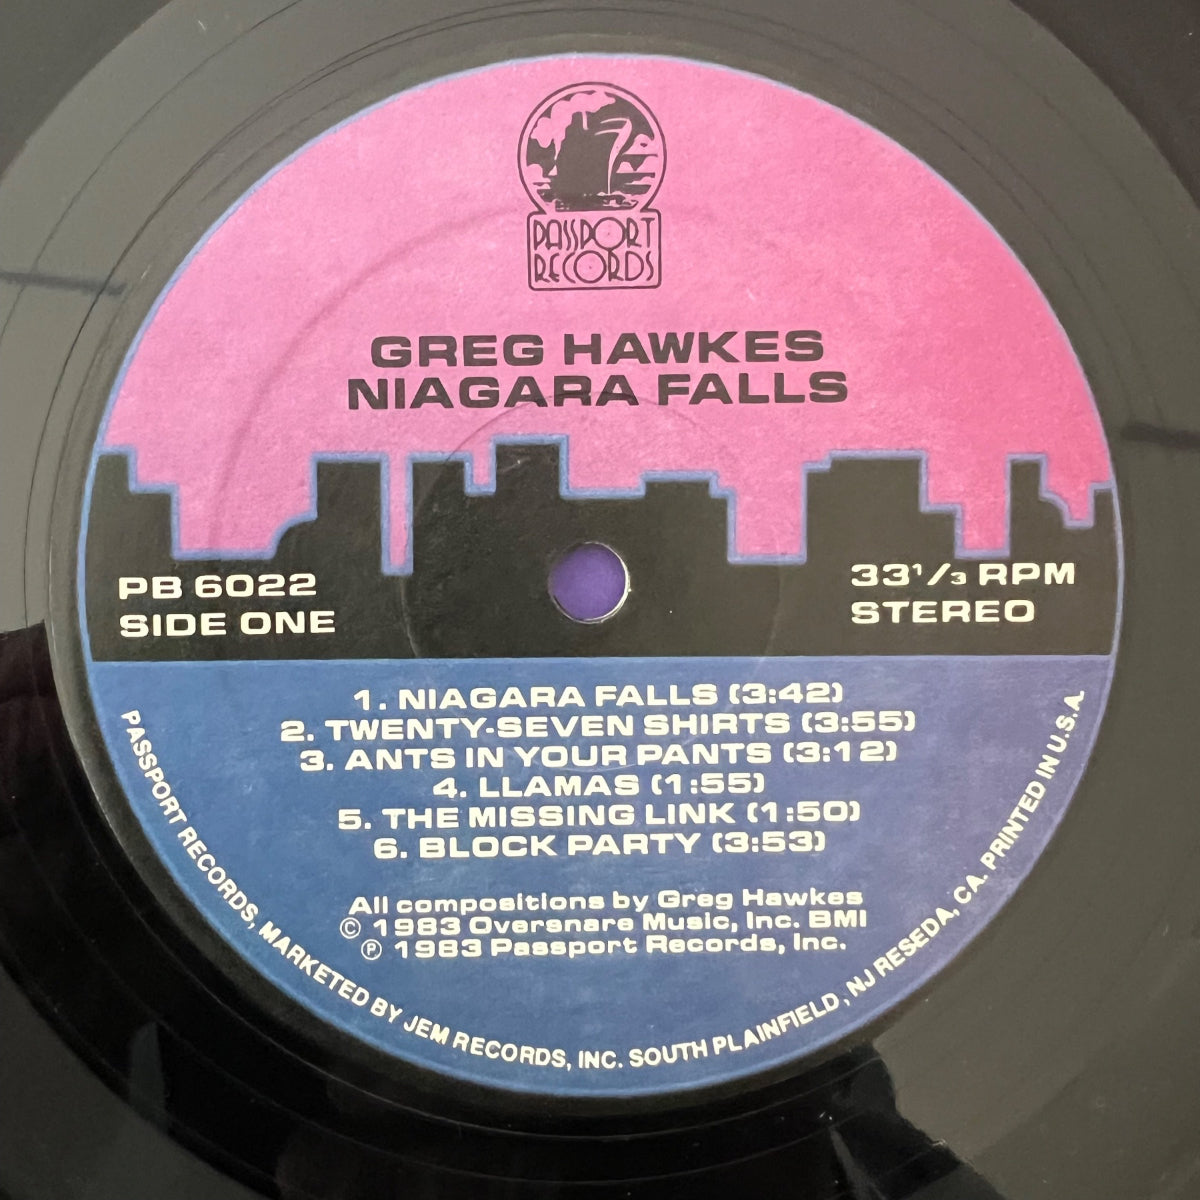 PASSPORT
RECORDS
GREG HAWKES
NIAGARA FALLS
PB 6022
SIDE ONE
33¹/₃ RPM
STEREO
1. NIAGARA FALLS (3:42)
2. TWENTY-SEVEN SHIRTS (3:55)
3. ANTS IN YOUR PANTS (3:12)
4. LLAMAS (1:55)
5. THE MISSING LINK (1:50)
6. BLOCK PARTY (3:53)
All compositions by Greg Hawkes
© 1983 Oversnare Music, Inc. BMI
℗ 1983 Passport Records, Inc.
PASSPORT RECORDS, MARKETED BY JEM RECORDS, INC. SOUTH PLAINFIELD, NJ RESEDA, CA. PRINTED IN U.S.A.